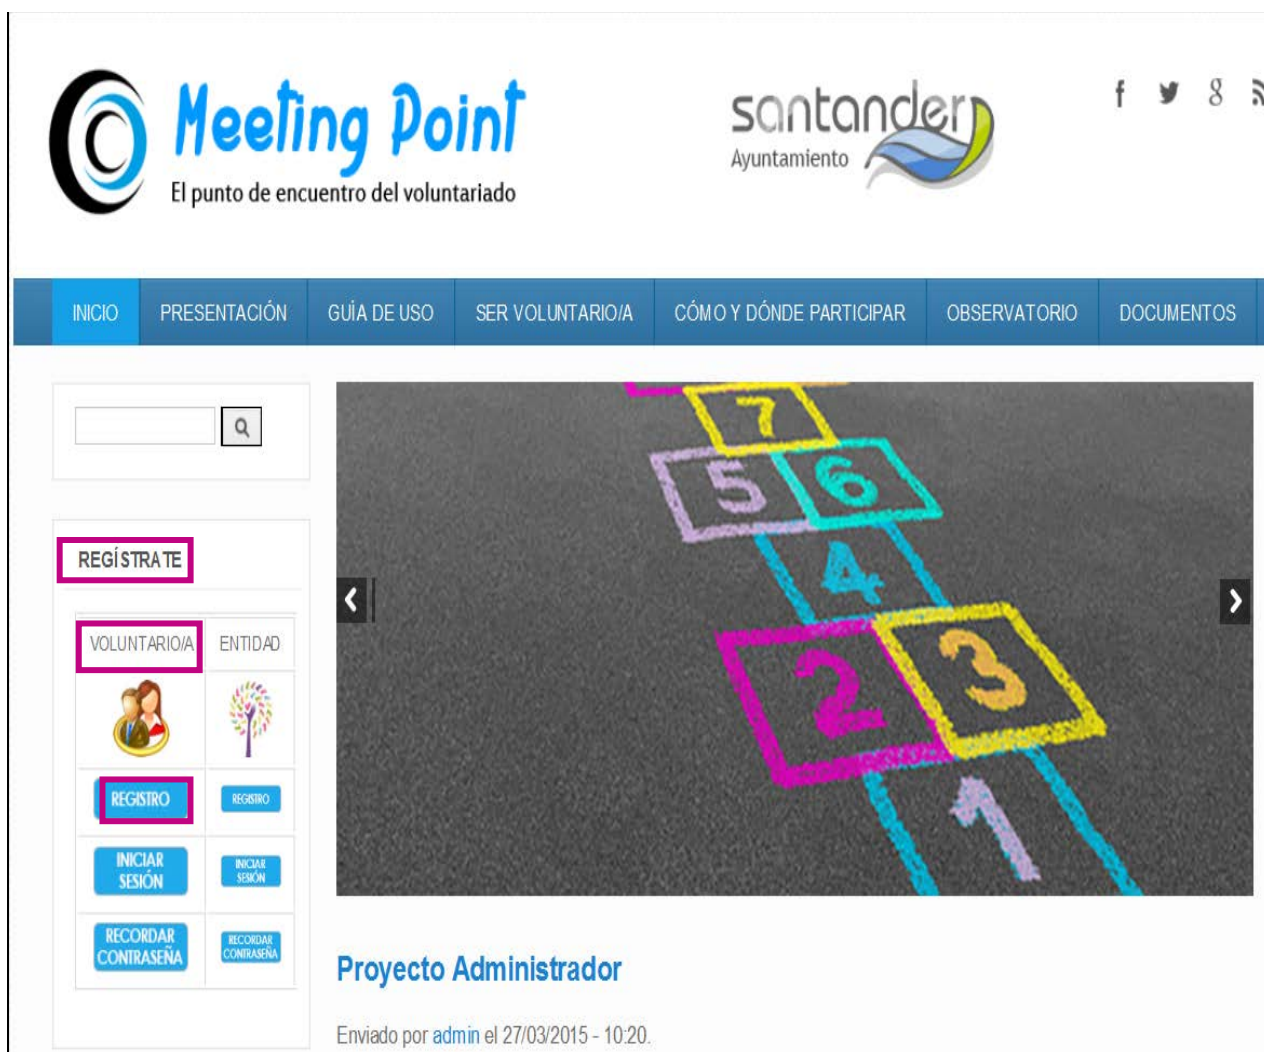 Meeting Point
El punto de encuentro del voluntariado
santander
Ayuntamiento
INICIO PRESENTACIÓN GUÍA DE USO SER VOLUNTARIO/A CÓMO Y DÓNDE PARTICIPAR OBSERVATORIO DOCUMENTOS
REGÍSTRATE
VOLUNTARIO/A ENTIDAD
REGISTRO REGISTRO
INICIAR SESIÓN INICIAR SESIÓN
RECORDAR CONTRASEÑA RECORDAR CONTRASEÑA
7
5 6
4
2 3
1
Proyecto Administrador
Enviado por admin el 27/03/2015 - 10:20.